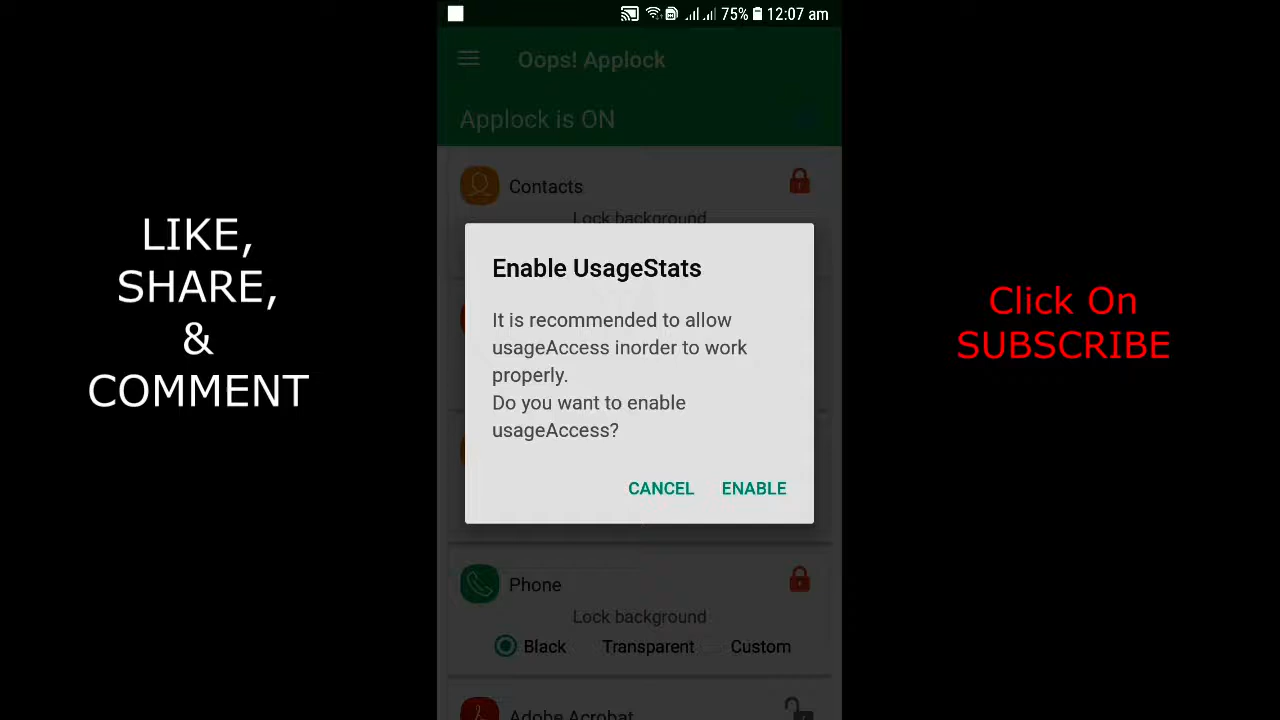 75% 12:07 am
Oops! Applock
Applock is ON
Contacts
Lock background
Enable UsageStats
It is recommended to allow
usageAccess inorder to work
properly.
Do you want to enable
usageAccess?
CANCEL ENABLE
Phone
Lock background
Black Transparent Custom
Adobe Acrobat
LIKE,
SHARE,
&
COMMENT
Click On
SUBSCRIBE